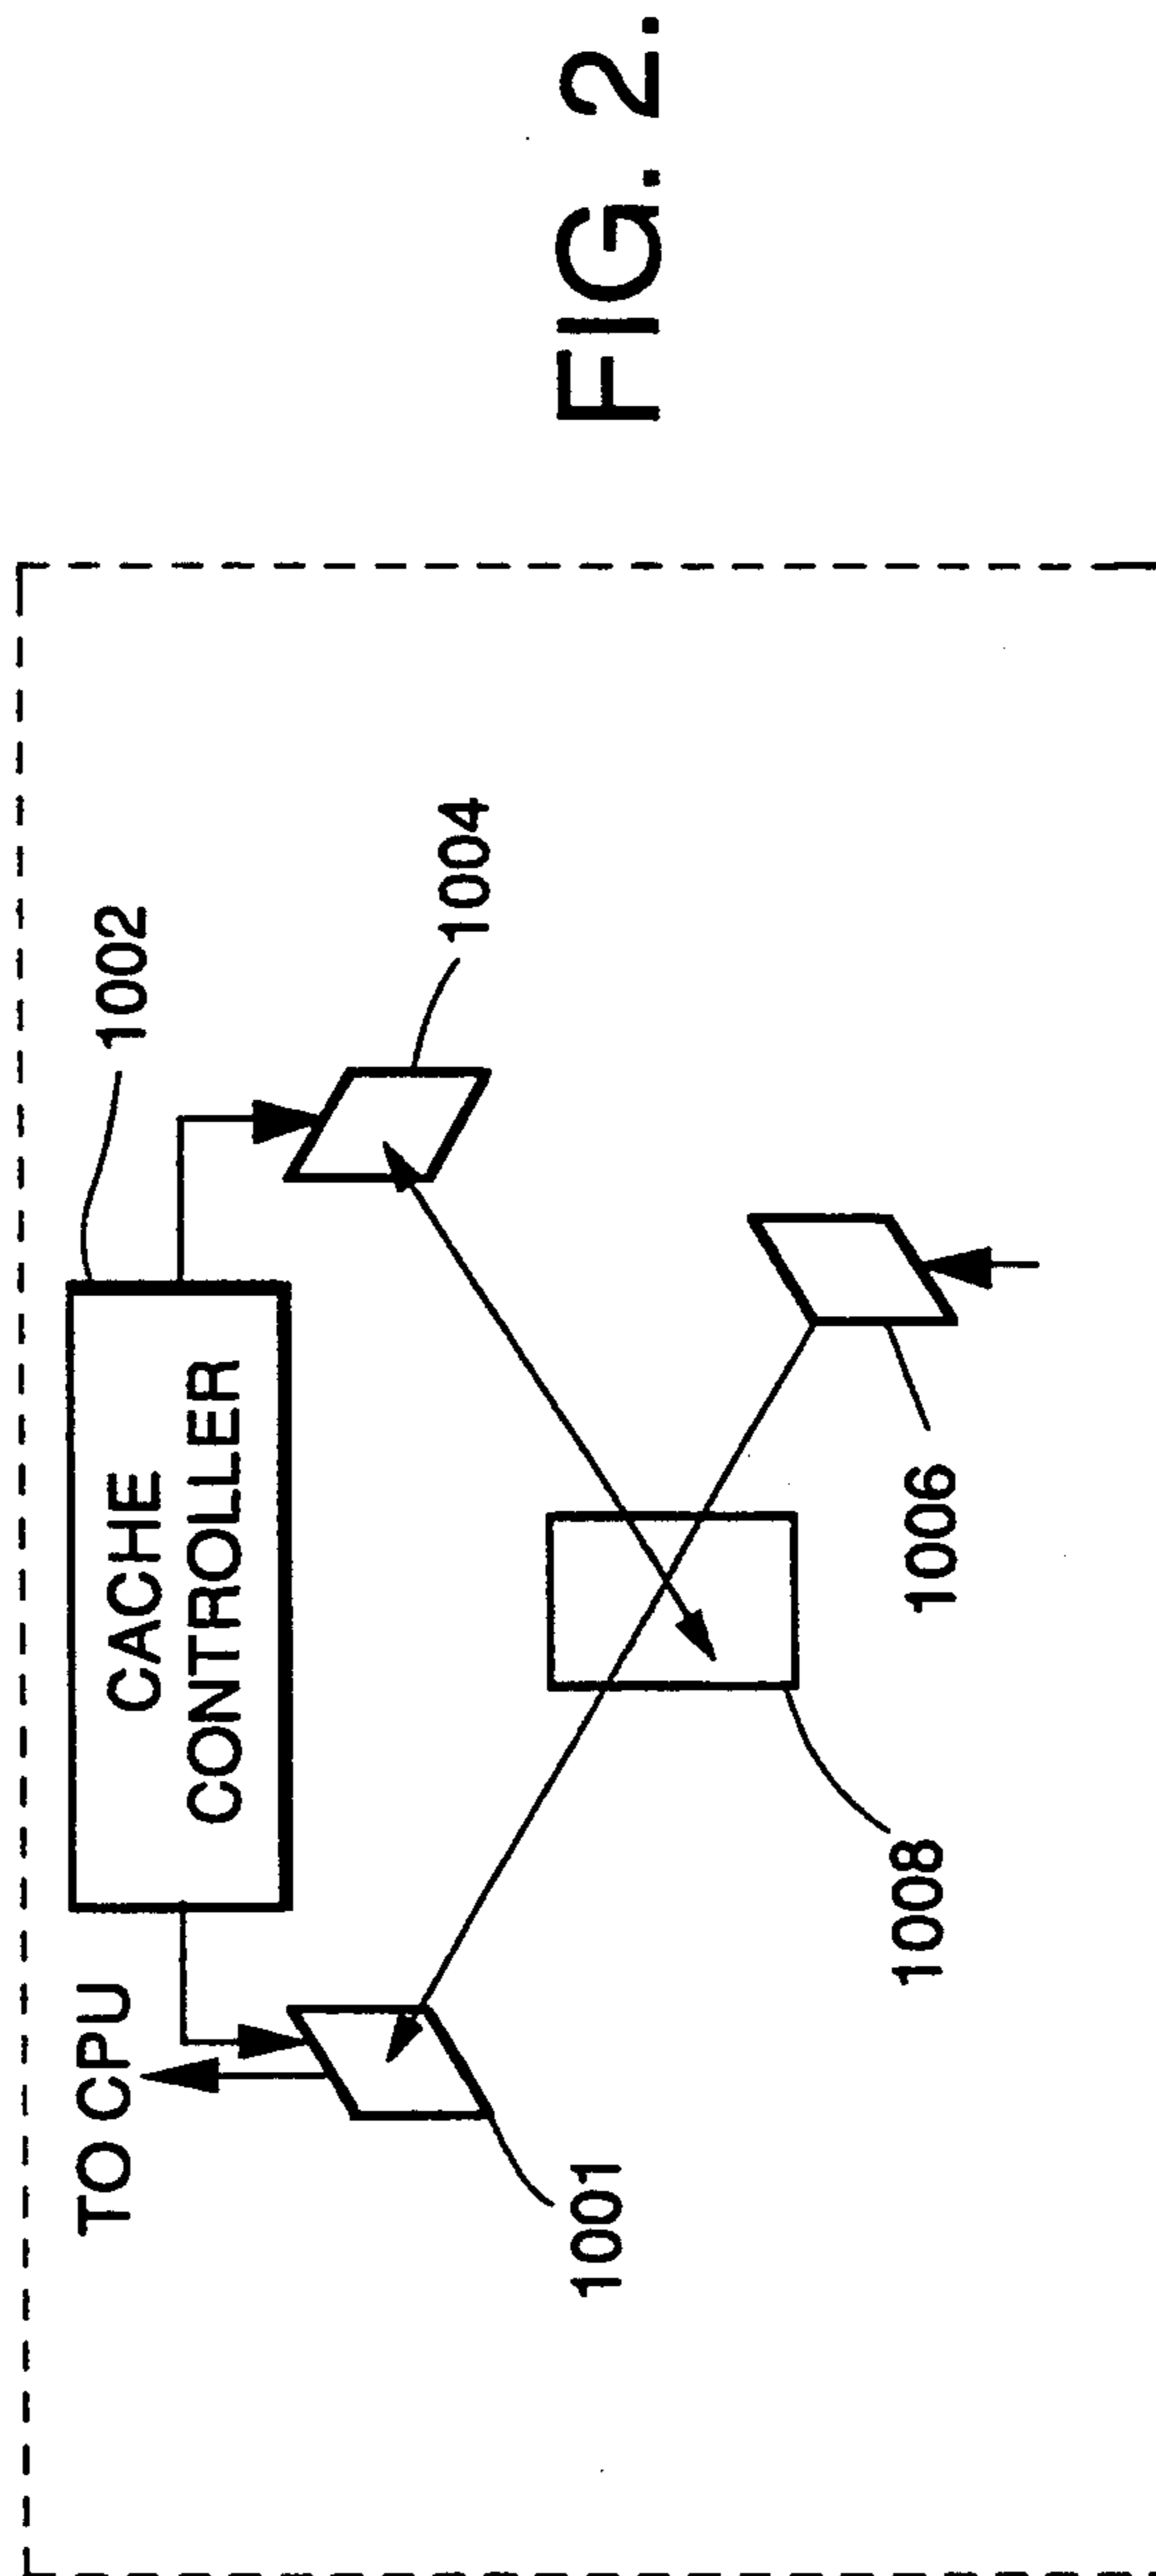 TO CPU
CACHE
CONTROLLER
1002
1001
1004
1008
1006
FIG. 2.